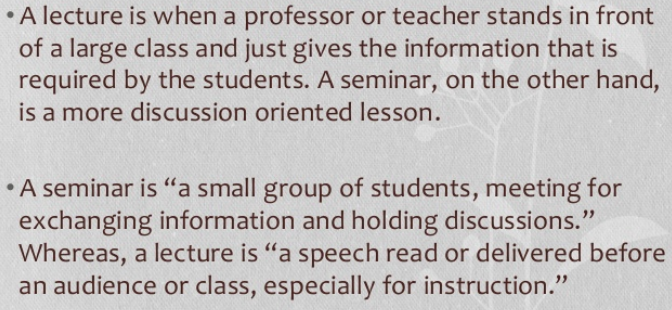 • A lecture is when a professor or teacher stands in front
of a large class and just gives the information that is
required by the students. A seminar, on the other hand,
is a more discussion oriented lesson.
• A seminar is “a small group of students, meeting for
exchanging information and holding discussions.”
Whereas, a lecture is “a speech read or delivered before
an audience or class, especially for instruction.”